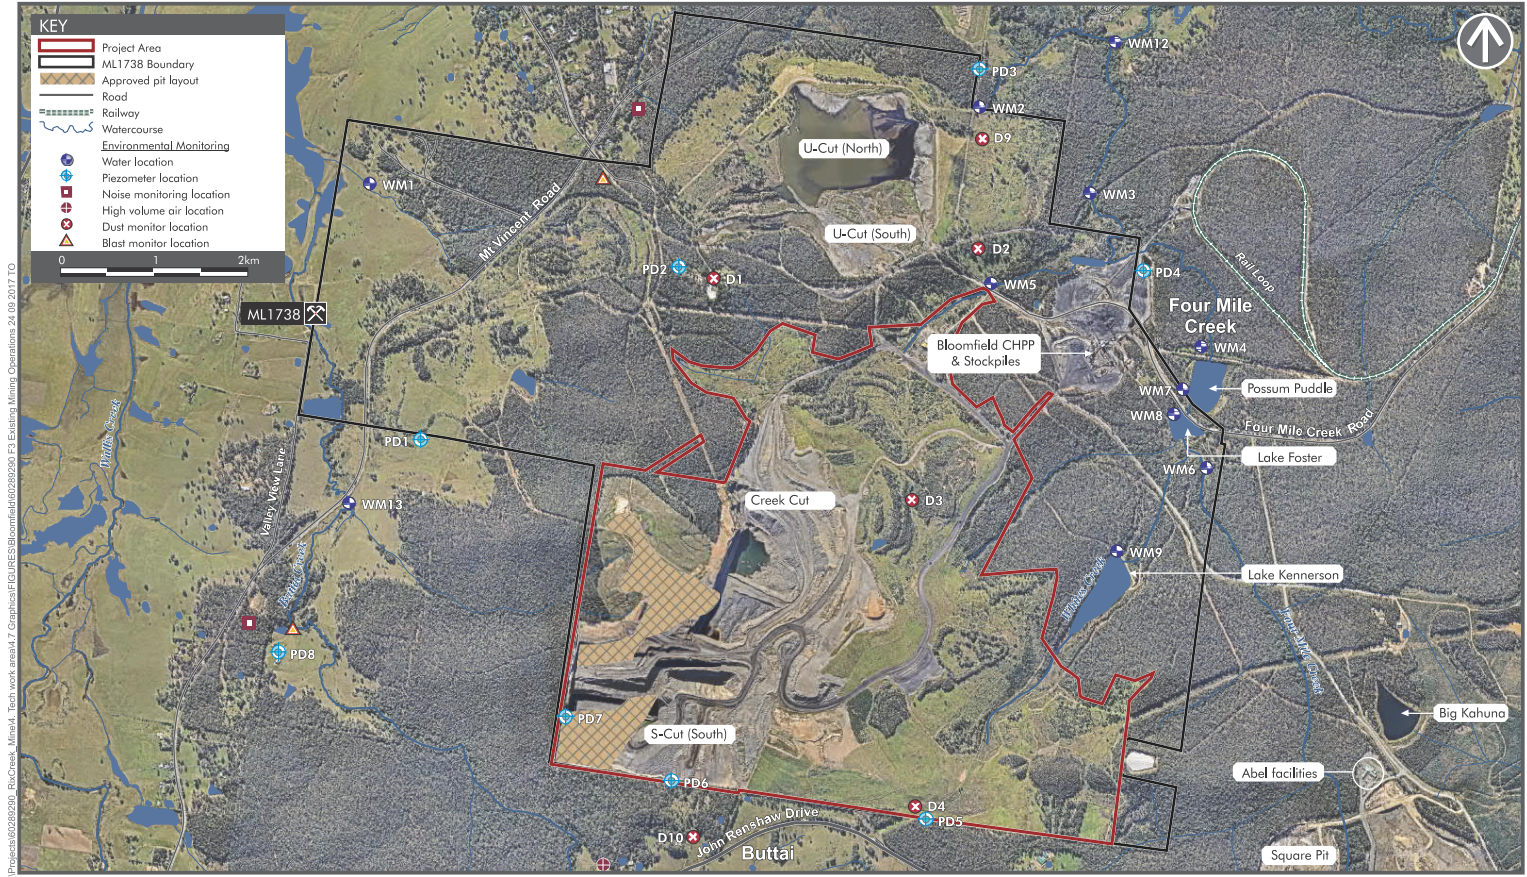 KEY
Project Area
ML1738 Boundary
Approved pit layout
Road
Railway
Watercourse
Environmental Monitoring
Water location
Piezometer location
Noise monitoring location
High volume air location
Dust monitor location
Blast monitor location
0 1 2km
WM12
PD3
WM2
D9
U-Cut (North)
WM1
Mt Vincent Road
WM3
U-Cut (South)
D2
PD2
D1
WM5
PD4
Rail Loop
ML1738
Four Mile
Creek
Bloomfield CHPP
& Stockpiles
WM4
WM7
Possum Puddle
WM8
Four Mile Creek Road
Wallis Creek
PD1
Valley View Lane
Lake Foster
WM6
Creek Cut
D3
WM13
WM9
Buttai Creek
Lake Kennerson
Four Mile Creek
PD8
PD7
S-Cut (South)
Big Kahuna
PD6
Abel facilities
D4
PD5
D10
John Renshaw Drive
Buttai
Square Pit